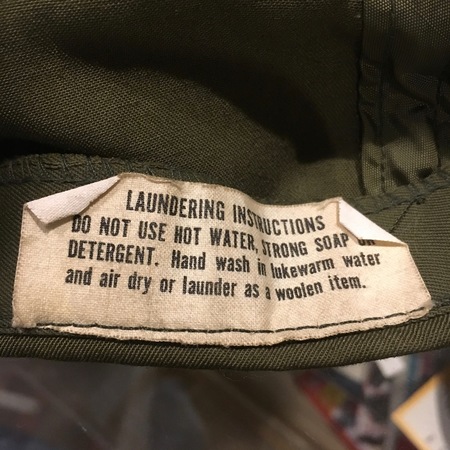 LAUNDERING INSTRUCTIONS
DO NOT USE HOT WATER, STRONG SOAP OR
DETERGENT. Hand wash in lukewarm water
and air dry or launder as a woolen item.